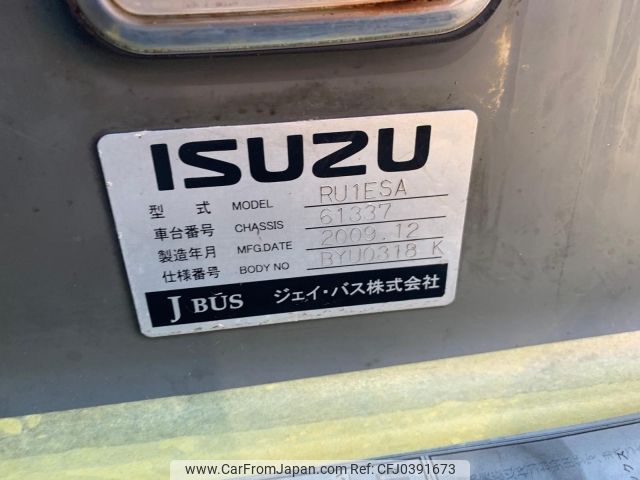 ISUZU
型式 MODEL RU1ESA
車台番号 CHASSIS 61337
製造年月 MFG.DATE 2009.12
仕様番号 BODY NO BYU0318 K
J BUS ジェイ・バス株式会社
www.CarFromJapan.com - ID: CFJ0391673